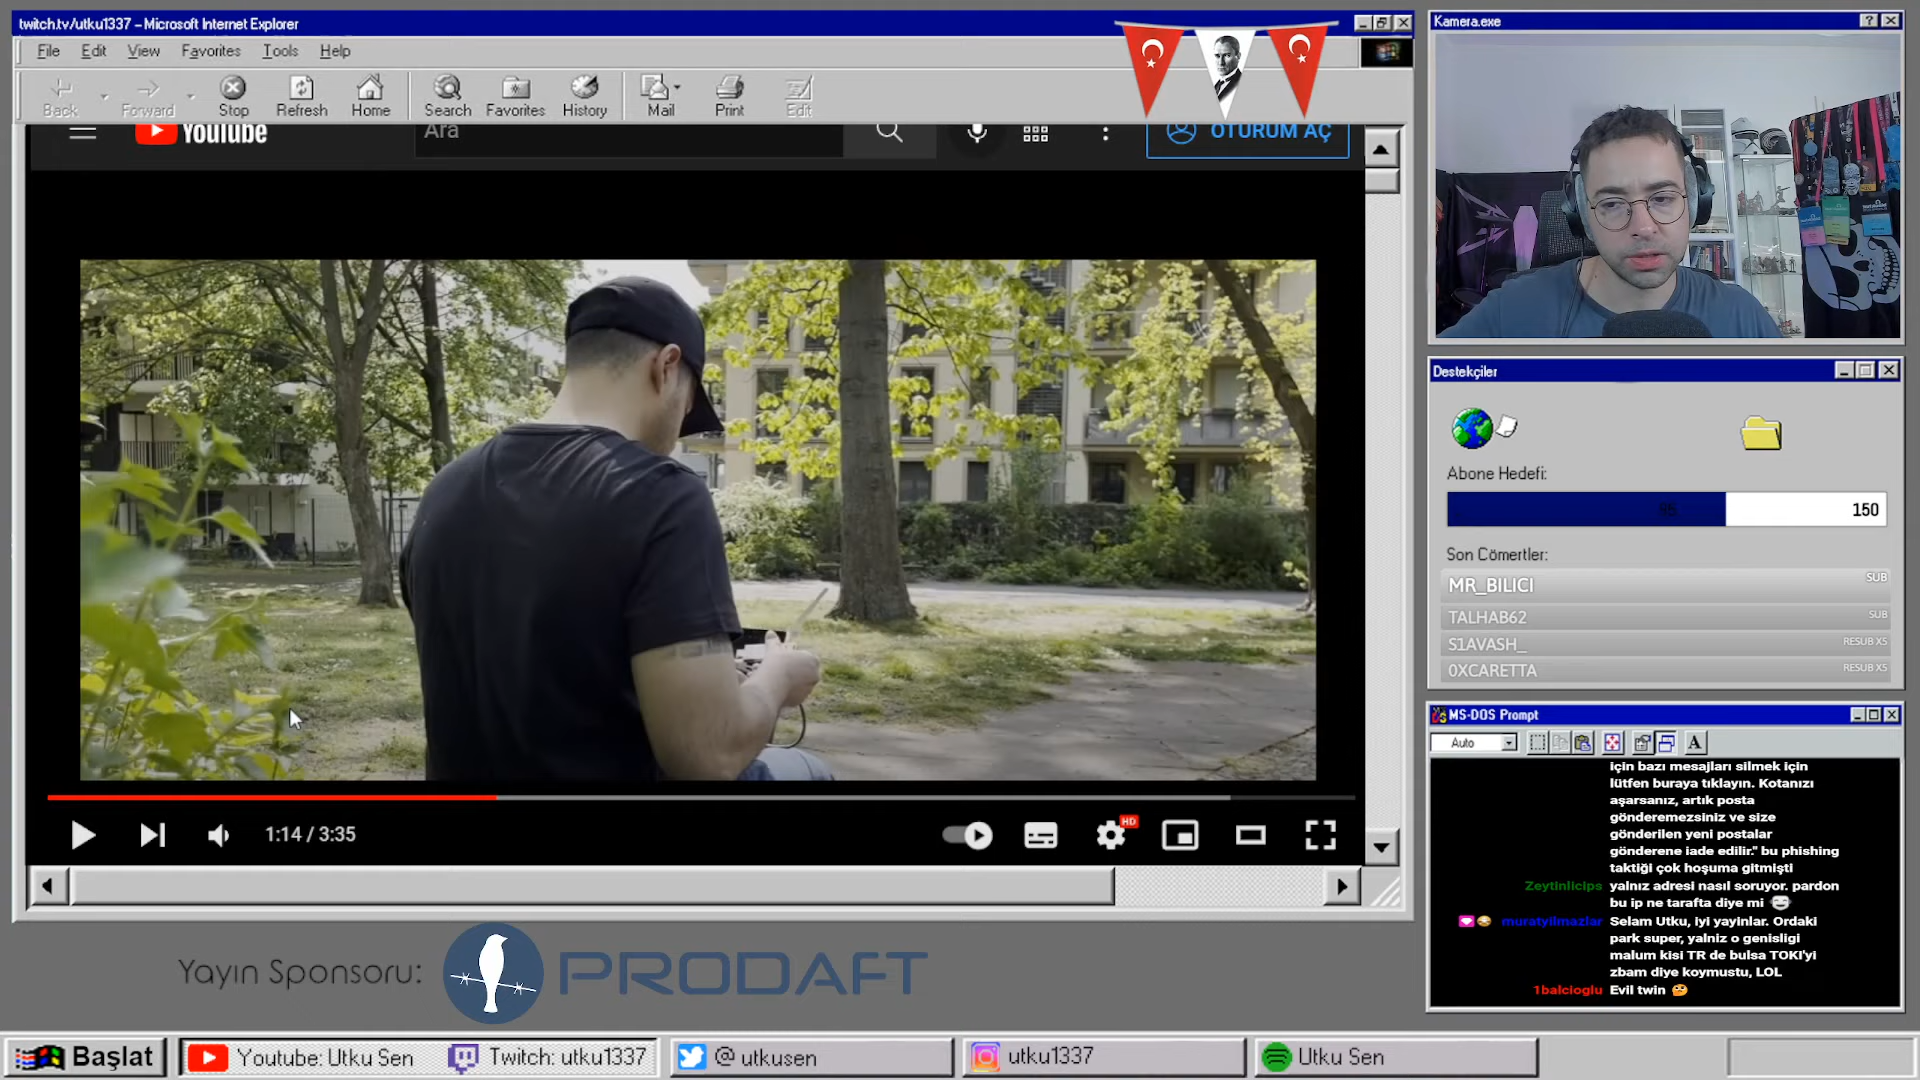 twitch.tv/utku1337 – Microsoft Internet Explorer
File Edit View Favorites Tools Help
Back Forward Stop Refresh Home Search Favorites History Mail Print Edit
YouTube Ara OTURUM AÇ
1:14 / 3:35
HD
Kamera.exe
Destekçiler
Abone Hedefi:
95 150
Son Cömertler:
MR_BILICI SUB
TALHAB62 SUB
S1AVASH_ RESUB X5
0XCARETTA RESUB X5
MS-DOS Prompt
Auto
A
için bazı mesajları silmek için
lütfen buraya tıklayın. Kotanızı
aşarsanız, artık posta
gönderemezsiniz ve size
gönderilen yeni postalar
gönderene iade edilir." bu phishing
taktiği çok hoşuma gitmişti
Zeytinlicips yalnız adresi nasıl soruyor. pardon
bu ip ne tarafta diye mi
muratyilmazlar Selam Utku, iyi yayinlar. Ordaki
park super, yalniz o genisligi
malum kisi TR de bulsa TOKI'yi
zbam diye koymustu, LOL
1balcioglu Evil twin
Yayın Sponsoru: PRODAFT
Başlat Youtube: Utku Sen Twitch: utku1337 @utkusen utku1337 Utku Sen